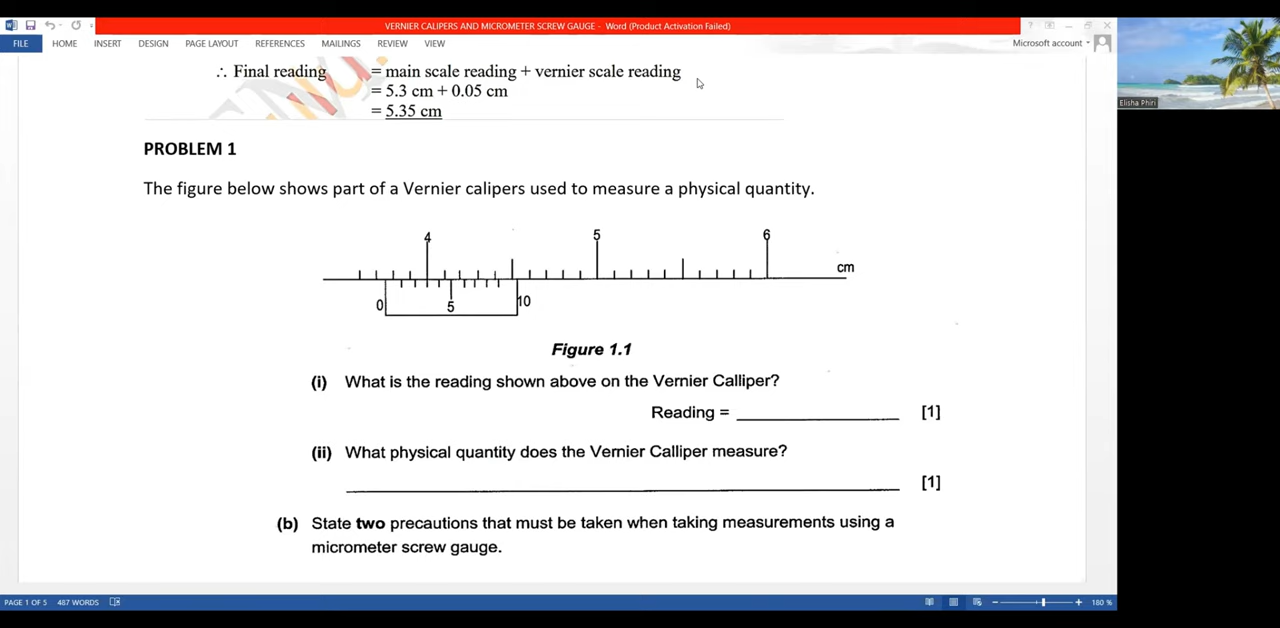 VERNIER CALIPERS AND MICROMETER SCREW GAUGE - Word (Product Activation Failed)
FILE HOME INSERT DESIGN PAGE LAYOUT REFERENCES MAILINGS REVIEW VIEW Microsoft account
∴ Final reading = main scale reading + vernier scale reading
= 5.3 cm + 0.05 cm
= 5.35 cm
Elisha Phiri
PROBLEM 1
The figure below shows part of a Vernier calipers used to measure a physical quantity.
4 5 6
cm
0 5 10
Figure 1.1
(i) What is the reading shown above on the Vernier Calliper?
Reading = ____________ [1]
(ii) What physical quantity does the Vernier Calliper measure?
____________ [1]
(b) State two precautions that must be taken when taking measurements using a
micrometer screw gauge.
PAGE 1 OF 5 487 WORDS 180 %